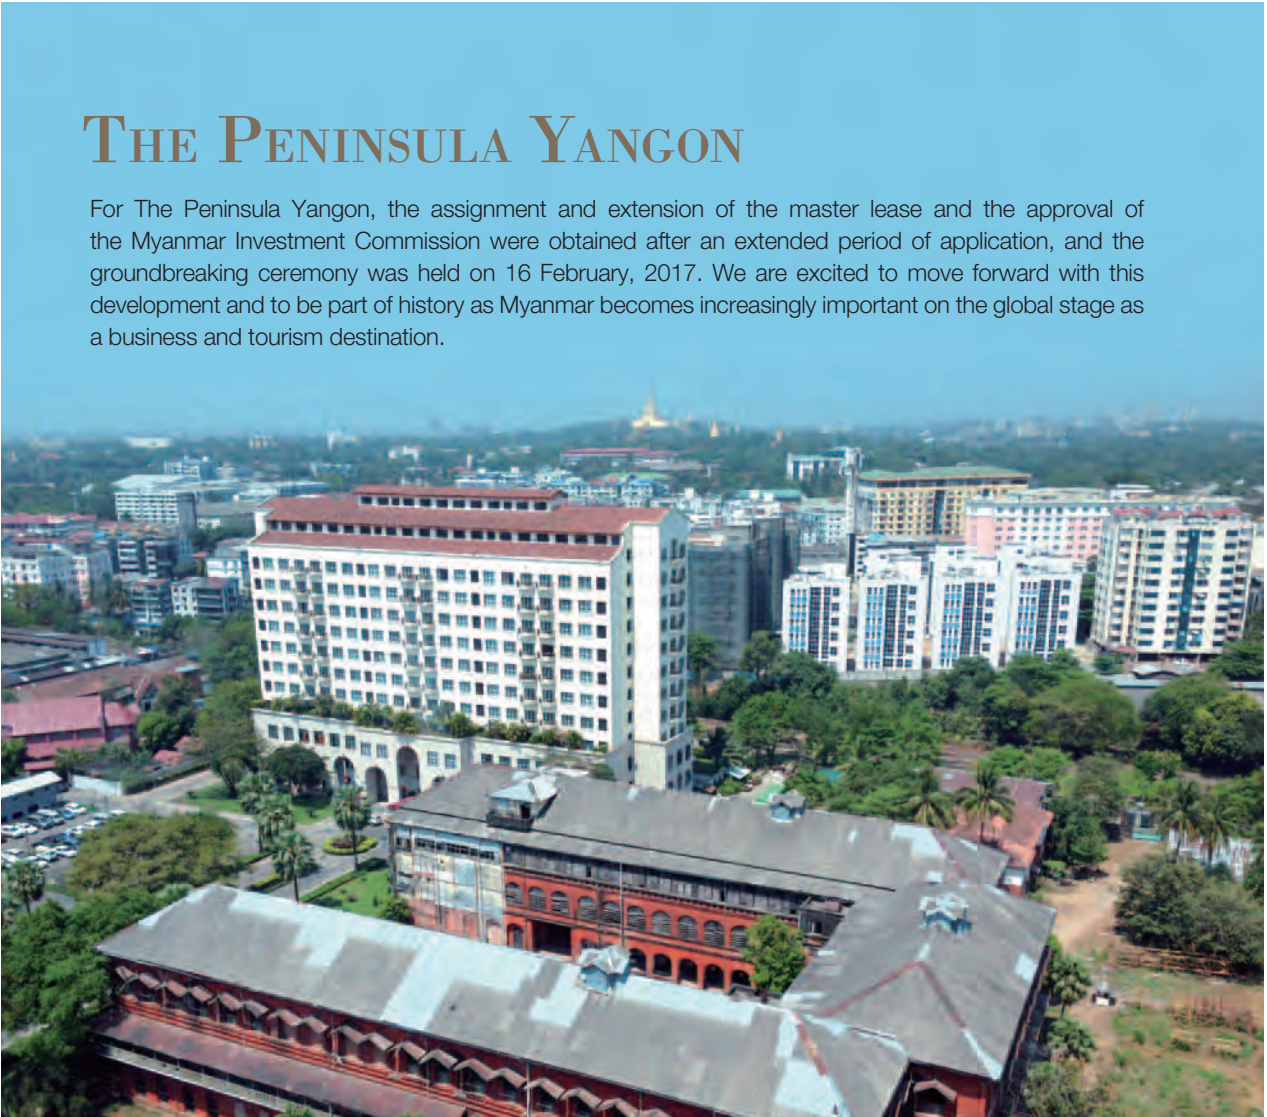 THE PENINSULA YANGON
For The Peninsula Yangon, the assignment and extension of the master lease and the approval of
the Myanmar Investment Commission were obtained after an extended period of application, and the
groundbreaking ceremony was held on 16 February, 2017. We are excited to move forward with this
development and to be part of history as Myanmar becomes increasingly important on the global stage as
a business and tourism destination.